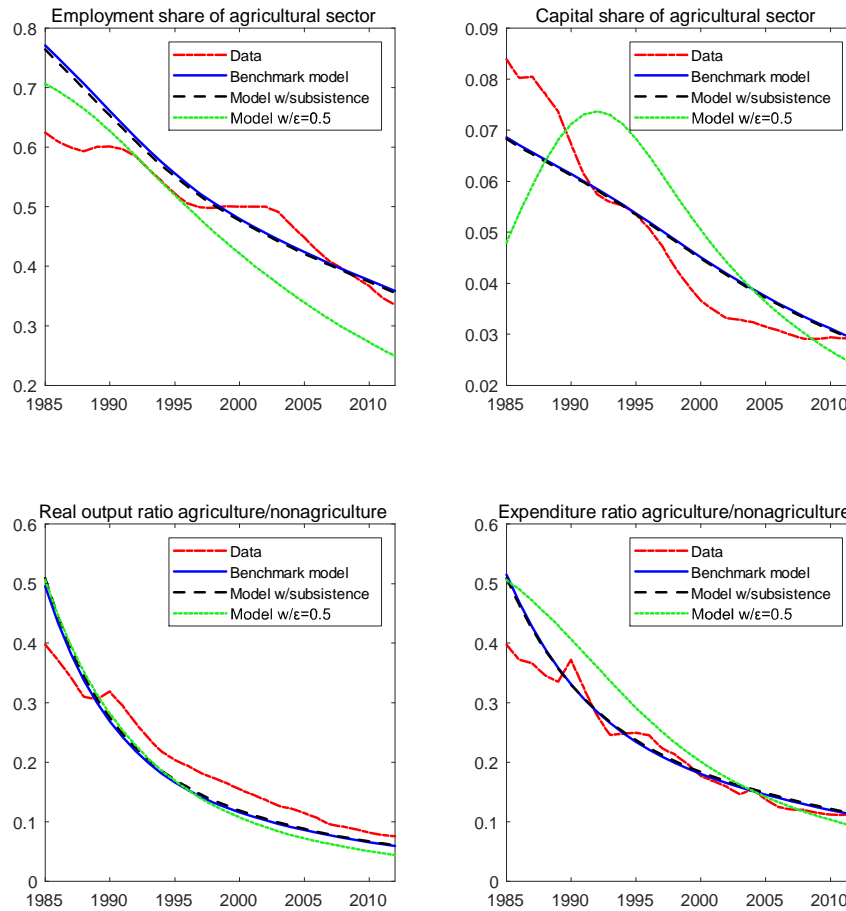 Employment share of agricultural sector
0.8
0.7
0.6
0.5
0.4
0.3
0.2
1985 1990 1995 2000 2005 2010
Data
Benchmark model
Model w/subsistence
Model w/ε=0.5
Capital share of agricultural sector
0.09
0.08
0.07
0.06
0.05
0.04
0.03
0.02
1985 1990 1995 2000 2005 2010
Data
Benchmark model
Model w/subsistence
Model w/ε=0.5
Real output ratio agriculture/nonagriculture
0.6
0.5
0.4
0.3
0.2
0.1
0
1985 1990 1995 2000 2005 2010
Data
Benchmark model
Model w/subsistence
Model w/ε=0.5
Expenditure ratio agriculture/nonagriculture
0.6
0.5
0.4
0.3
0.2
0.1
0
1985 1990 1995 2000 2005 2010
Data
Benchmark model
Model w/subsistence
Model w/ε=0.5